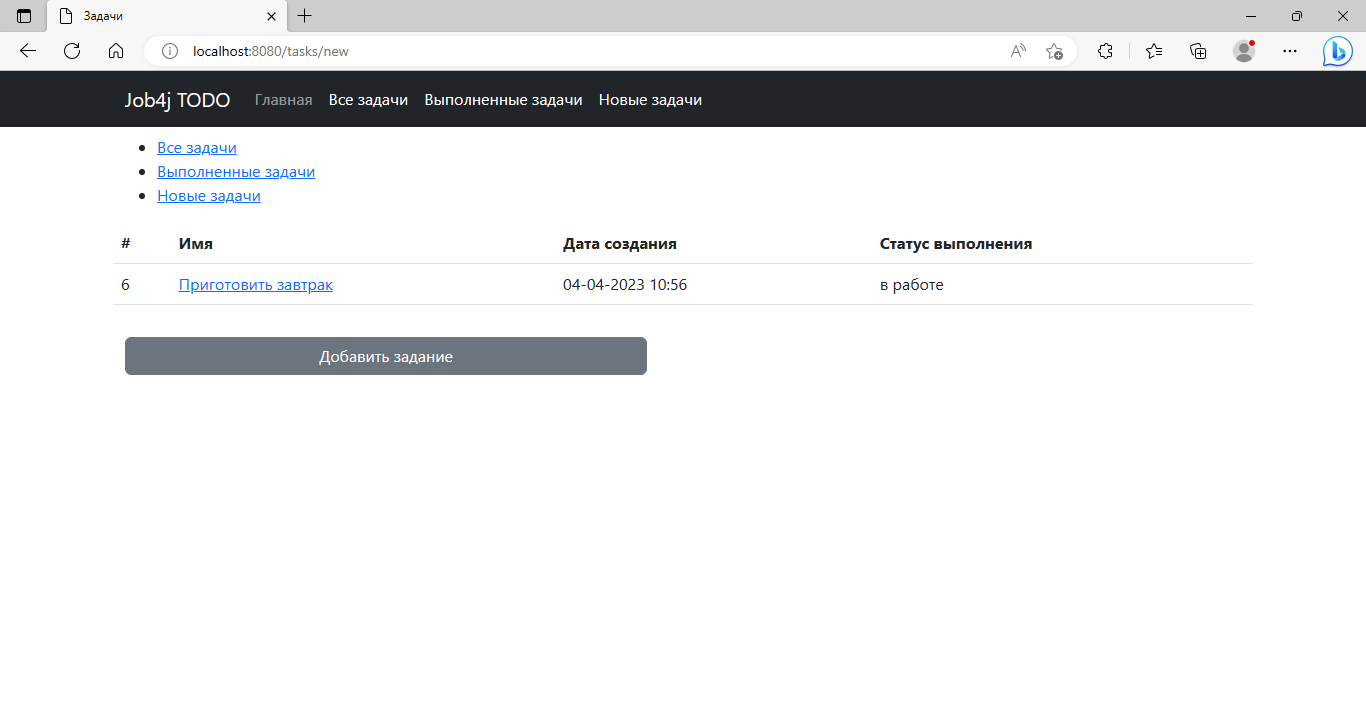 Задачи
localhost:8080/tasks/new
Job4j TODO Главная Все задачи Выполненные задачи Новые задачи
Все задачи
Выполненные задачи
Новые задачи
# Имя Дата создания Статус выполнения
6 Приготовить завтрак 04-04-2023 10:56 в работе
Добавить задание